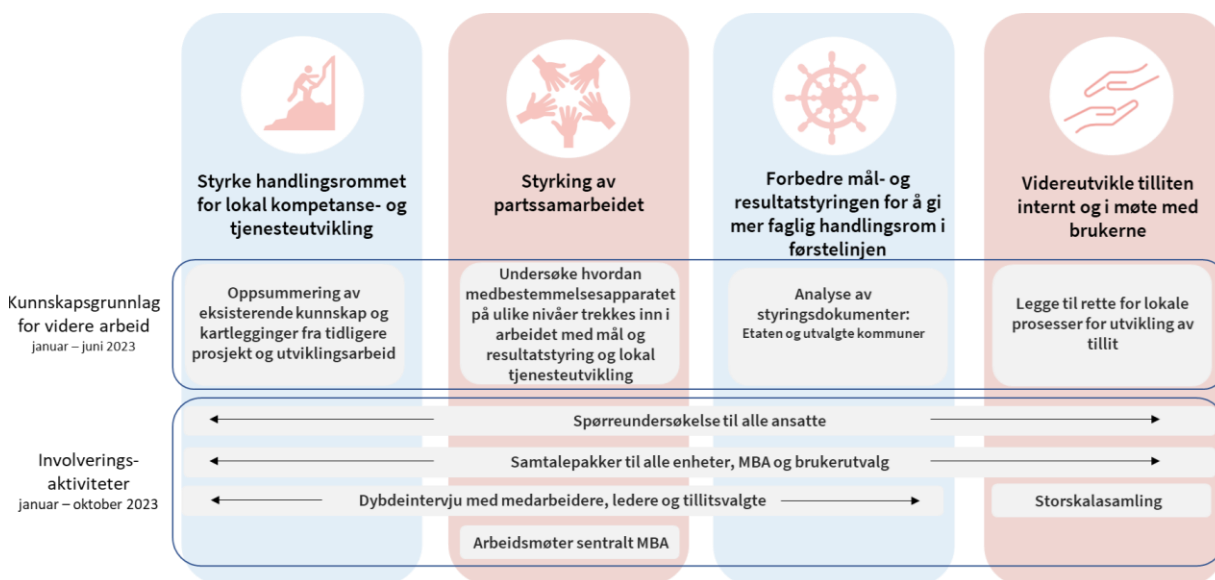 Styrke handlingsrommet
for lokal kompetanse- og
tjenesteutvikling
Styrking av
partssamarbeidet
Forbedre mål- og
resultatstyringen for å gi
mer faglig handlingsrom i
førstelinjen
Videreutvikle tilliten
internt og i møte med
brukerne
Kunnskapsgrunnlag
for videre arbeid
januar – juni 2023
Oppsummering av
eksisterende kunnskap og
kartlegginger fra tidligere
prosjekt og utviklingsarbeid
Undersøke hvordan
medbestemmelsesapparatet
på ulike nivåer trekkes inn i
arbeidet med mål og
resultatstyring og lokal
tjenesteutvikling
Analyse av
styringsdokumenter:
Etaten og utvalgte kommuner
Legge til rette for lokale
prosesser for utvikling av
tillit
Involverings-
aktiviteter
januar – oktober 2023
Spørreundersøkelse til alle ansatte
Samtalepakker til alle enheter, MBA og brukerutvalg
Dybdeintervju med medarbeidere, ledere og tillitsvalgte
Storskalasamling
Arbeidsmøter sentralt MBA